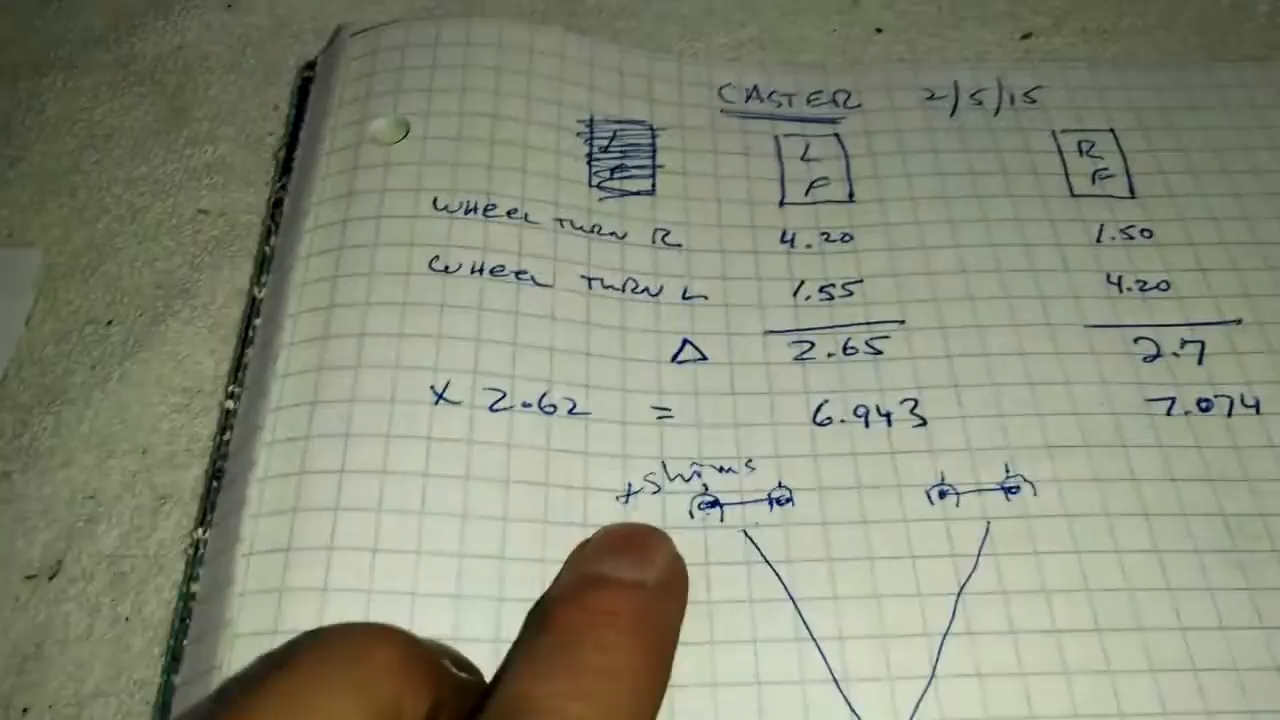 CASTER 2/5/15
L F R F
WHEEL TURN R 4.20 1.50
WHEEL TURN L 1.55 4.20
Δ 2.65 2.7
X 2.62 = 6.943 7.074
+shims